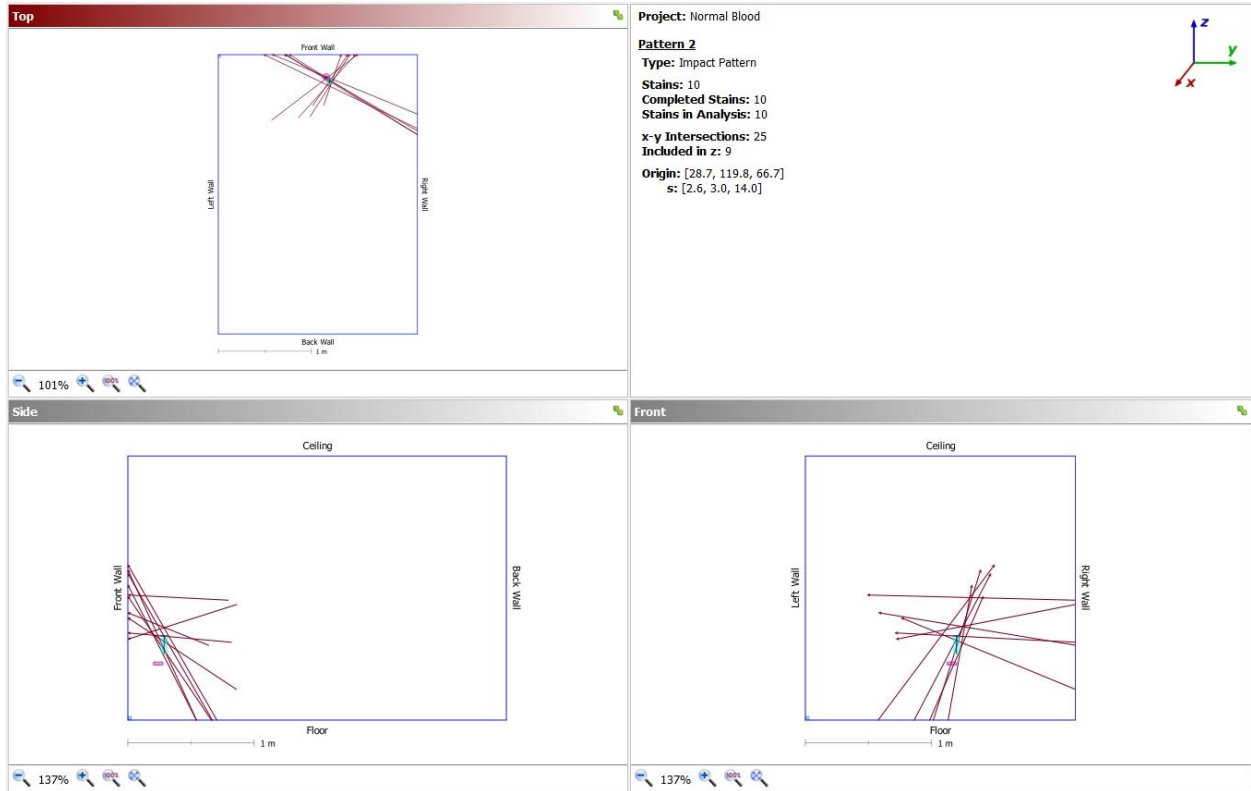 Top
Front Wall
Left Wall
Right Wall
Back Wall
1 m
101%
100%
Project: Normal Blood
Pattern 2
Type: Impact Pattern
Stains: 10
Completed Stains: 10
Stains in Analysis: 10
x-y Intersections: 25
Included in z: 9
Origin: [28.7, 119.8, 66.7]
s: [2.6, 3.0, 14.0]
z
y
x
Side
Ceiling
Front Wall
Back Wall
Floor
1 m
137%
100%
Front
Ceiling
Left Wall
Right Wall
Floor
1 m
137%
100%